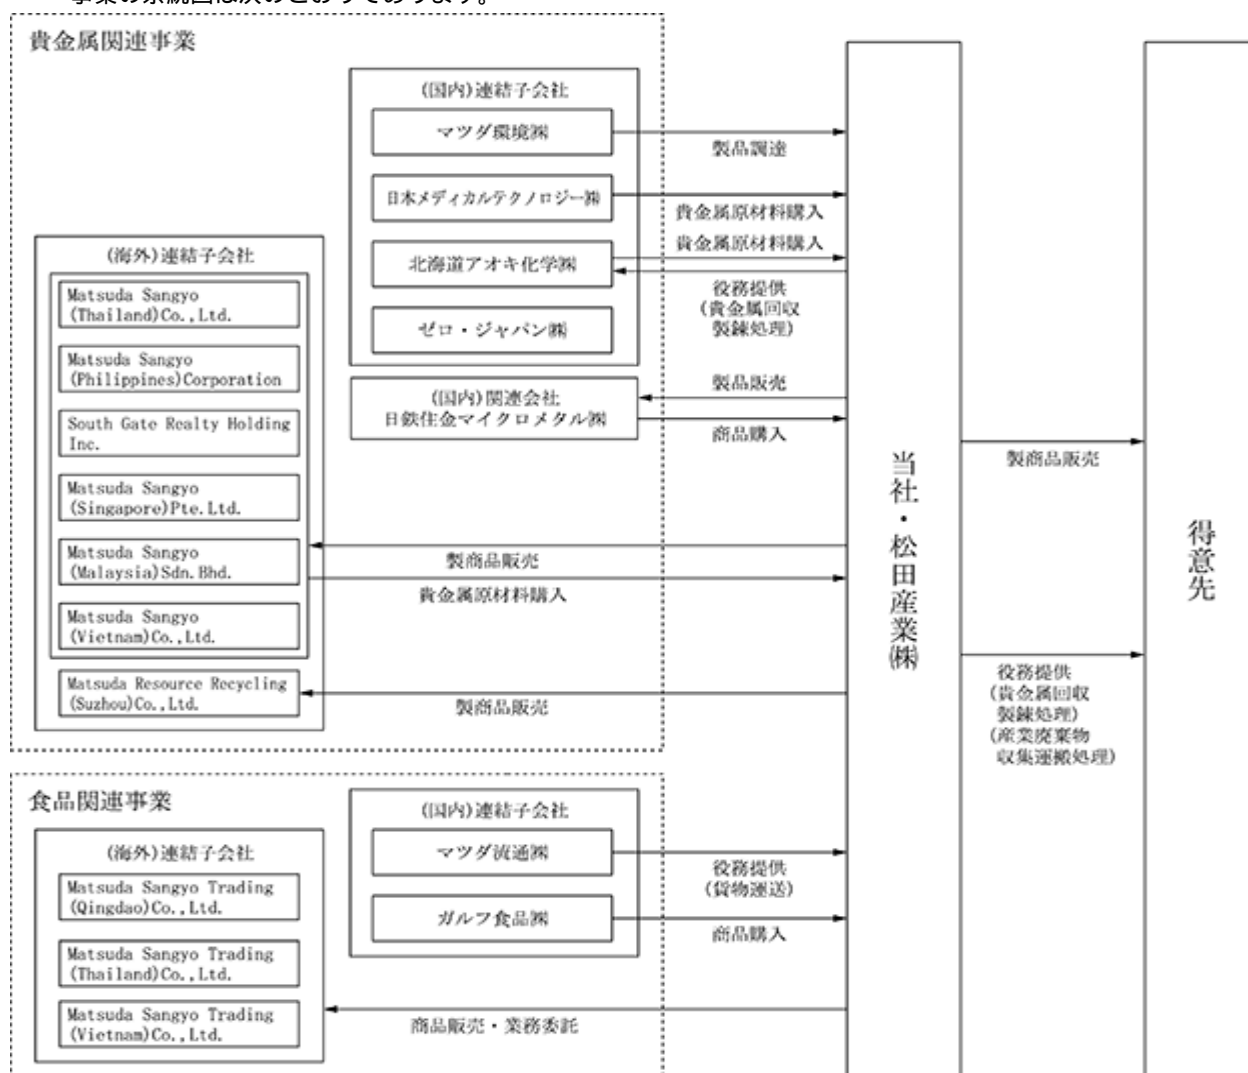 事業の系統図は次のとおりであります。
貴金属関連事業
(国内)連結子会社
マツダ環境㈱
製品調達
日本メディカルテクノロジー㈱
貴金属原材料購入
北海道アオキ化学㈱
貴金属原材料購入
役務提供
(貴金属回収
製錬処理)
ゼロ・ジャパン㈱
(国内)関連会社
日鉄住金マイクロメタル㈱
製品販売
商品購入
(海外)連結子会社
Matsuda Sangyo
(Thailand)Co.,Ltd.
Matsuda Sangyo
(Philippines)Corporation
South Gate Realty Holding
Inc.
Matsuda Sangyo
(Singapore)Pte.Ltd.
Matsuda Sangyo
(Malaysia)Sdn.Bhd.
Matsuda Sangyo
(Vietnam)Co.,Ltd.
製商品販売
貴金属原材料購入
Matsuda Resource Recycling
(Suzhou)Co.,Ltd.
製商品販売
食品関連事業
(国内)連結子会社
マツダ流通㈱
役務提供
(貨物運送)
ガルフ食品㈱
商品購入
(海外)連結子会社
Matsuda Sangyo Trading
(Qingdao)Co.,Ltd.
Matsuda Sangyo Trading
(Thailand)Co.,Ltd.
Matsuda Sangyo Trading
(Vietnam)Co.,Ltd.
商品販売・業務委託
当社・松田産業㈱
製商品販売
役務提供
(貴金属回収
製錬処理)
(産業廃棄物
収集運搬処理)
得意先